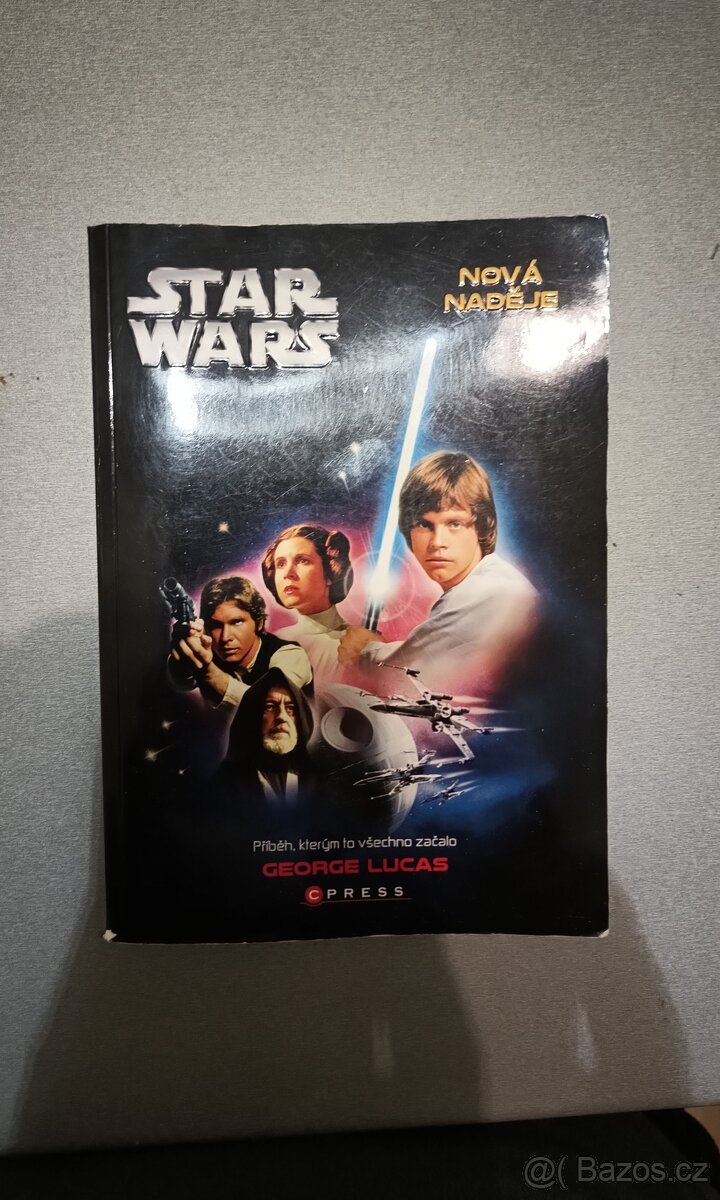 STAR
WARS
NOVÁ
NADĚJE
Příběh, kterým to všechno začalo
GEORGE LUCAS
CPRESS
@( Bazos.cz